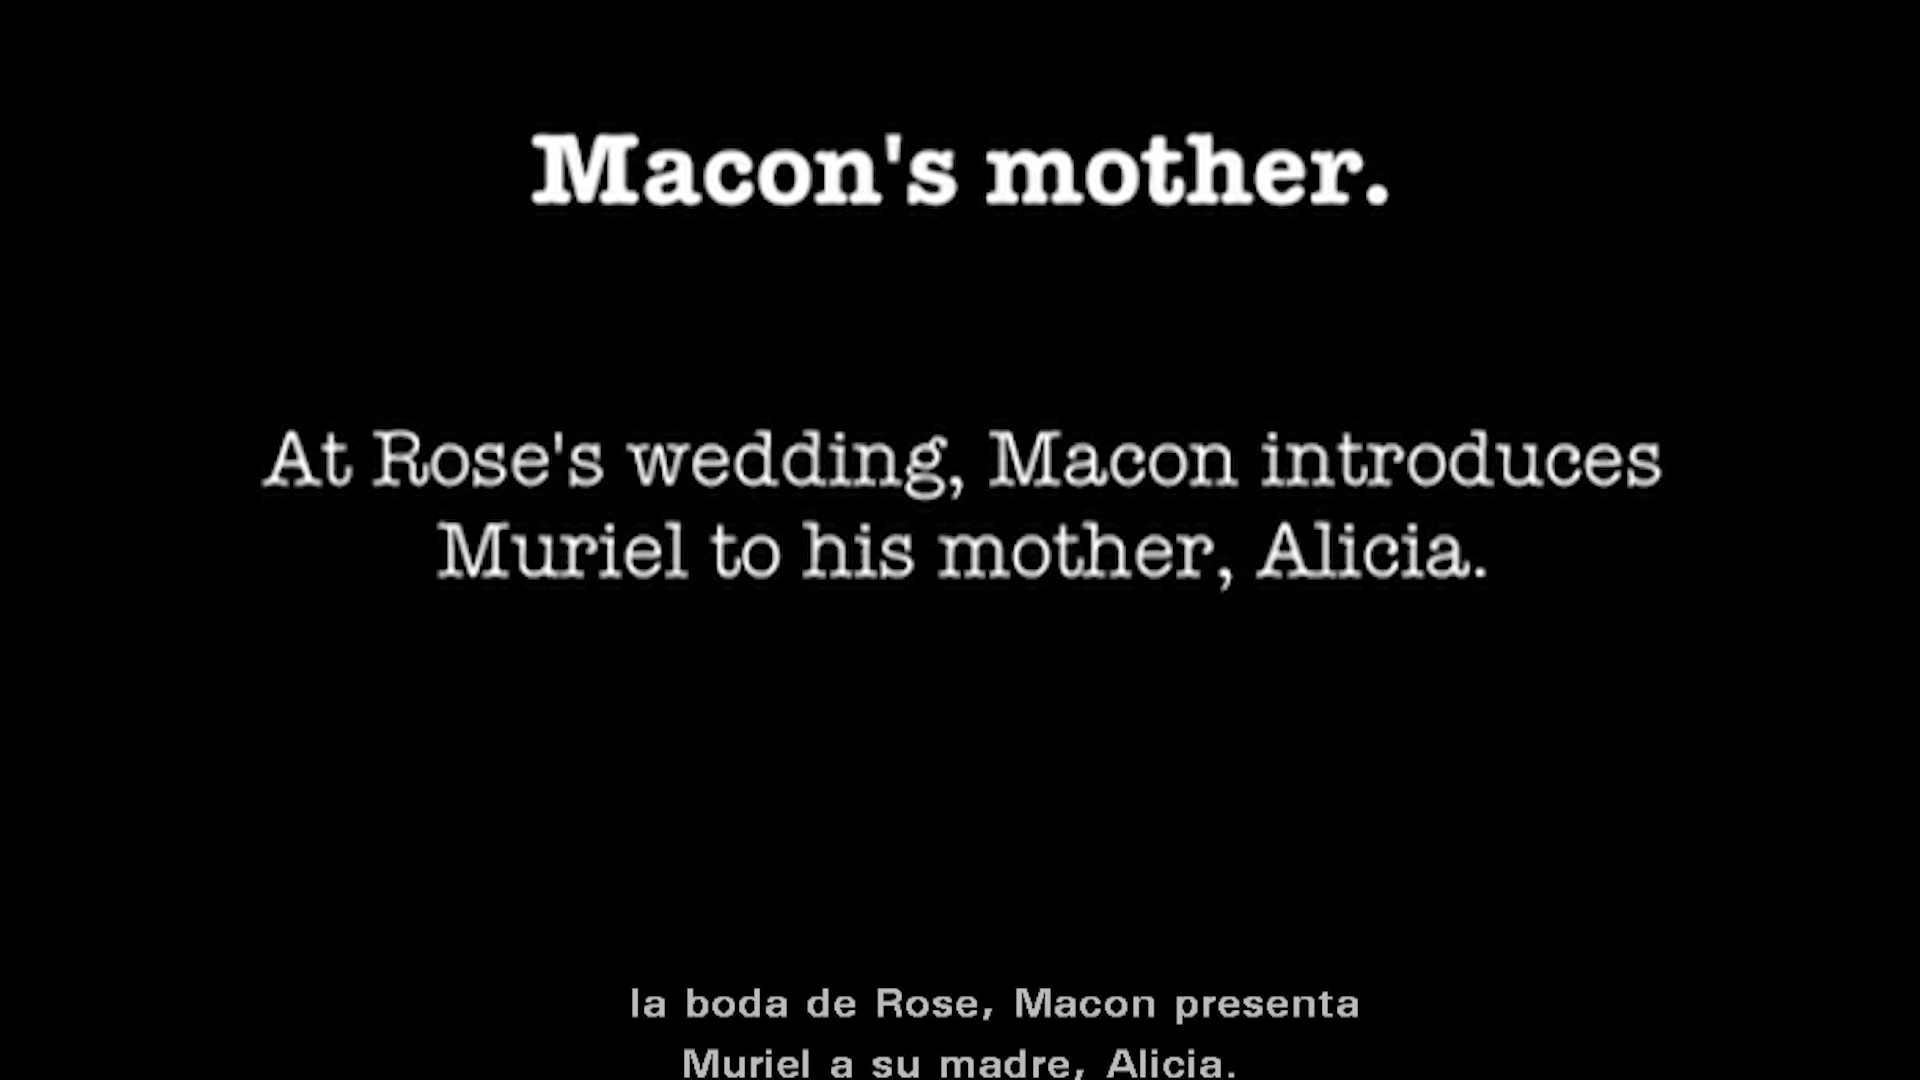 Macon's mother.
At Rose's wedding, Macon introduces
Muriel to his mother, Alicia.
la boda de Rose, Macon presenta
Muriel a su madre, Alicia.